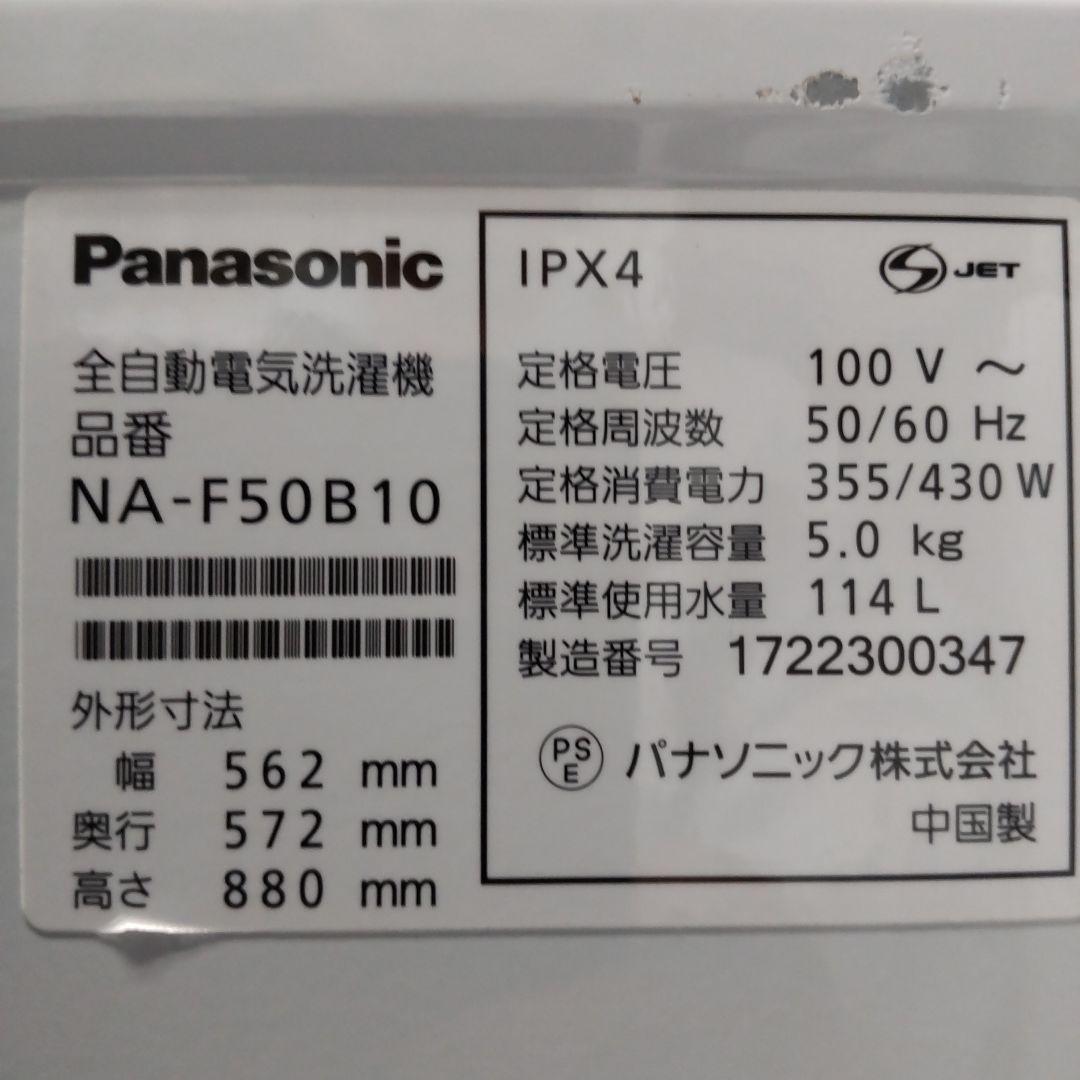 Panasonic
全自動電気洗濯機
品番
NA-F50B10
外形寸法
幅 562 mm
奥行 572 mm
高さ 880 mm
IPX4
S JET
定格電圧 100 V ～
定格周波数 50/60 Hz
定格消費電力 355/430 W
標準洗濯容量 5.0 kg
標準使用水量 114 L
製造番号 1722300347
PSE パナソニック株式会社
中国製